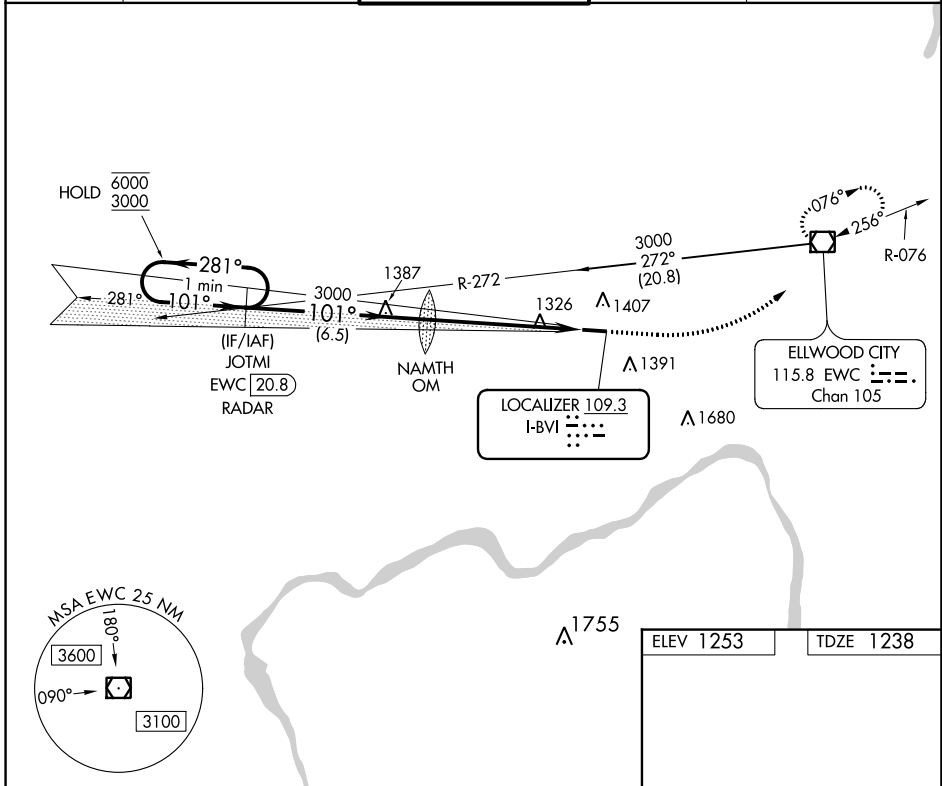 HOLD 6000
3000
281°
1 min
281°
101°
(IF/IAF)
JOTMI
EWC 20.8
RADAR
3000
101°
(6.5)
1387
NAMTH
OM
R-272
3000
272°
(20.8)
1326
1407
1391
1680
076°
256°
R-076
LOCALIZER 109.3
I-BVI
ELLWOOD CITY
115.8 EWC
Chan 105
MSA EWC 25 NM
180°
3600
090°
3100
1755
ELEV 1253
TDZE 1238